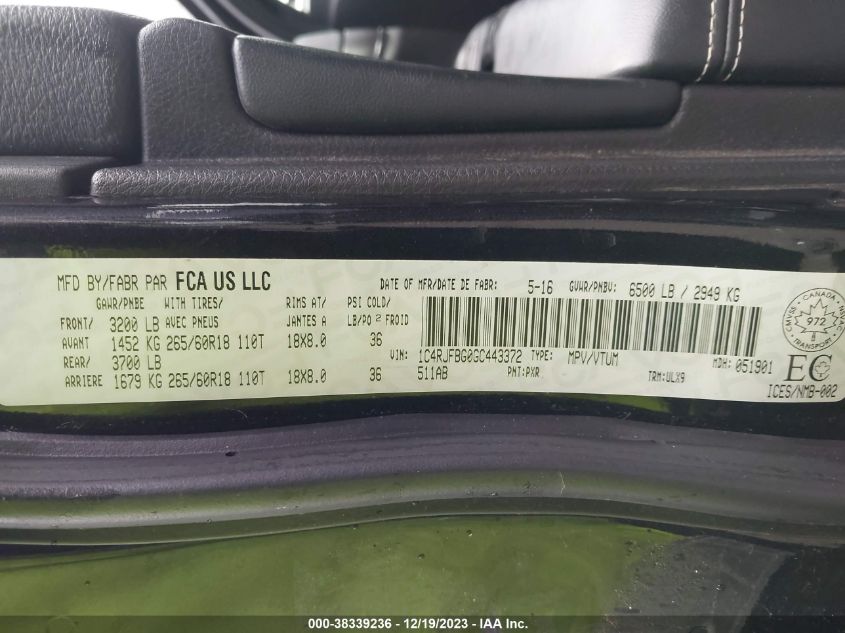 MFD BY/FABR PAR FCA US LLC
DATE OF MFR/DATE DE FABR: 5-16 GVWR/PNBV: 6500 LB / 2949 KG
GAWR/PNBE WITH TIRES/ RIMS AT/ PSI COLD/
FRONT/ 3200 LB AVEC PNEUS JANTES A LB/PO 2 FROID
AVANT 1452 KG 265/60R18 110T 18X8.0 36
REAR/ 3700 LB
ARRIERE 1679 KG 265/60R18 110T 18X8.0 36
VIN: 1C4RJFBG0GC443372 TYPE: MPV/VTUM MDH: 051901
511AB PNT: PXR TRM: ULX9
CANADA
CMVSS 972 NSVAC
TRANSPORT
EC
ICES/NMB-002
000-38339236 - 12/19/2023 - IAA Inc.